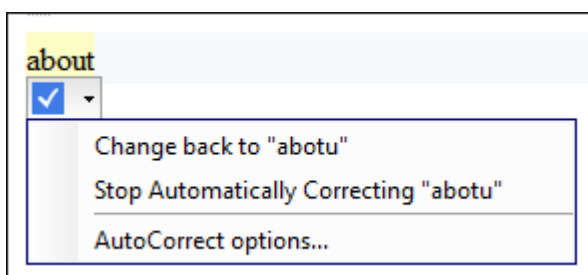 about
Change back to "abotu"
Stop Automatically Correcting "abotu"
AutoCorrect options...